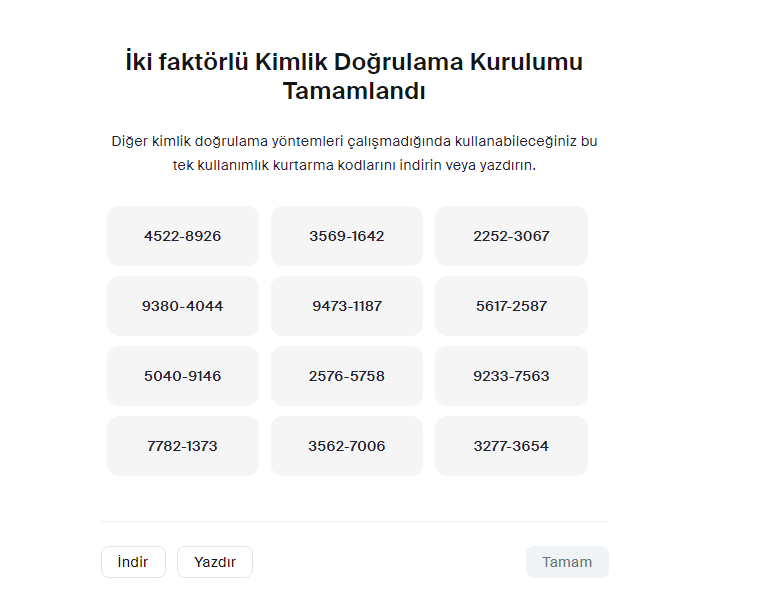 İki faktörlü Kimlik Doğrulama Kurulumu
Tamamlandı
Diğer kimlik doğrulama yöntemleri çalışmadığında kullanabileceğiniz bu
tek kullanımlık kurtarma kodlarını indirin veya yazdırın.
4522-8926 3569-1642 2252-3067
9380-4044 9473-1187 5617-2587
5040-9146 2576-5758 9233-7563
7782-1373 3562-7006 3277-3654
İndir Yazdır Tamam